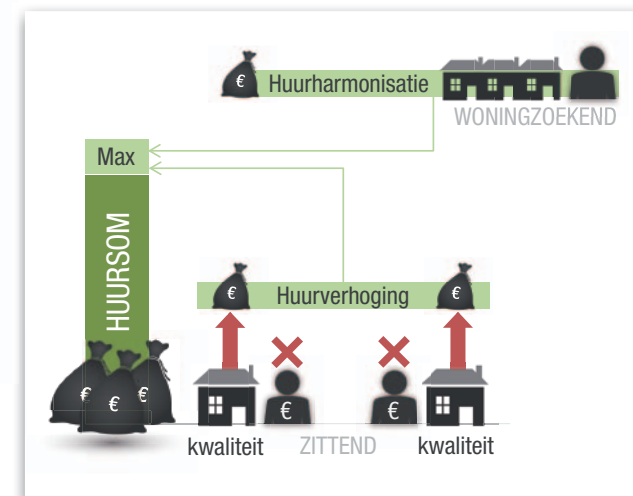 € Huurharmonisatie
WONINGZOEKEND
Max
HUURSOM
€ Huurverhoging €
€ € €
€ €
kwaliteit ZITTEND kwaliteit